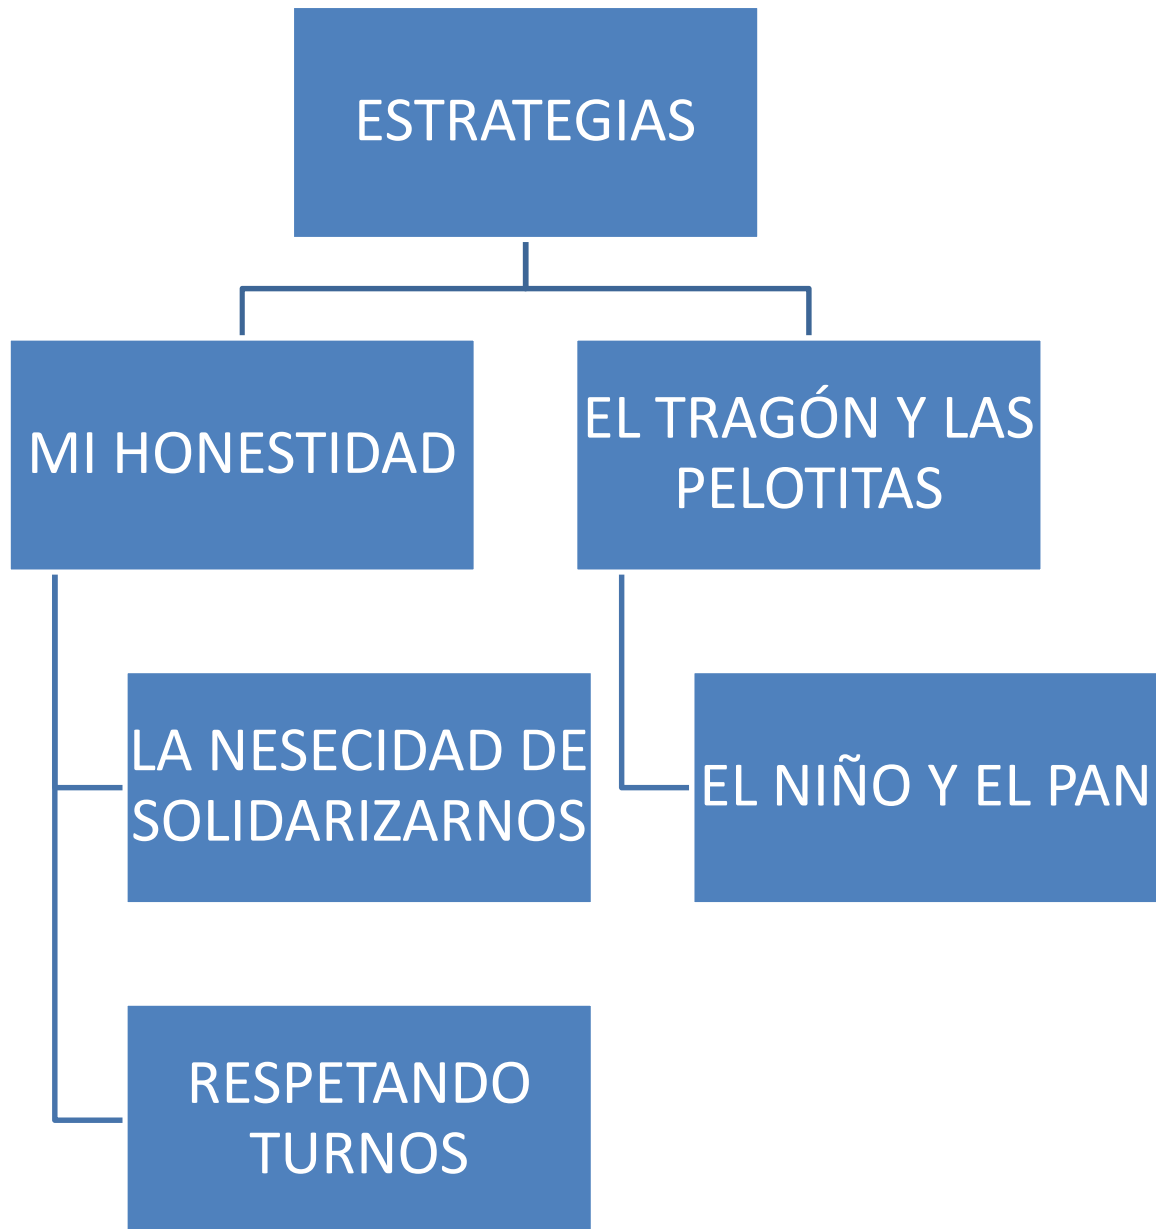 ESTRATEGIAS
MI HONESTIDAD
EL TRAGÓN Y LAS
PELOTITAS
LA NESECIDAD DE
SOLIDARIZARNOS
EL NIÑO Y EL PAN
RESPETANDO
TURNOS